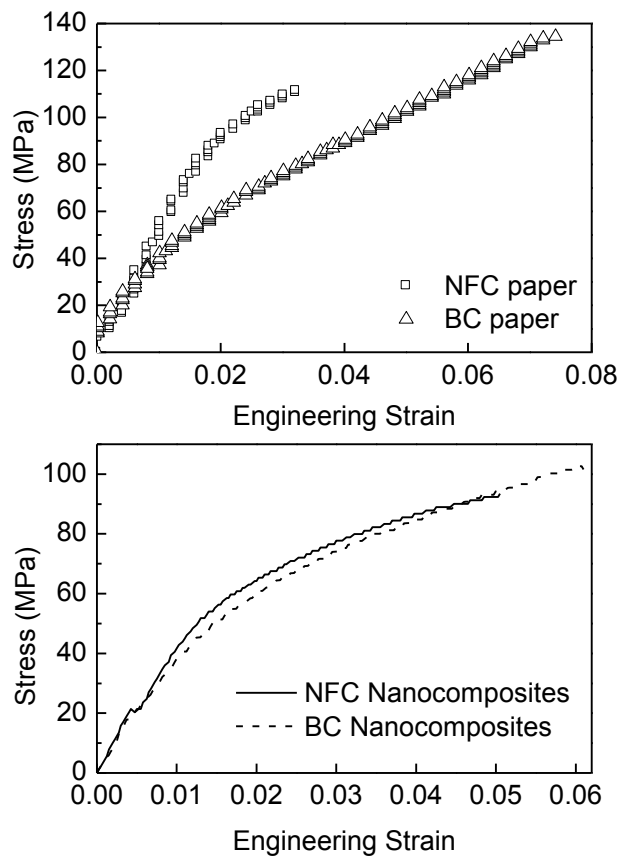 140
120
100
80
60
40
20
0
Stress (MPa)
NFC paper
BC paper
0.00 0.02 0.04 0.06 0.08
Engineering Strain
100
80
60
40
20
0
Stress (MPa)
NFC Nanocomposites
BC Nanocomposites
0.00 0.01 0.02 0.03 0.04 0.05 0.06
Engineering Strain